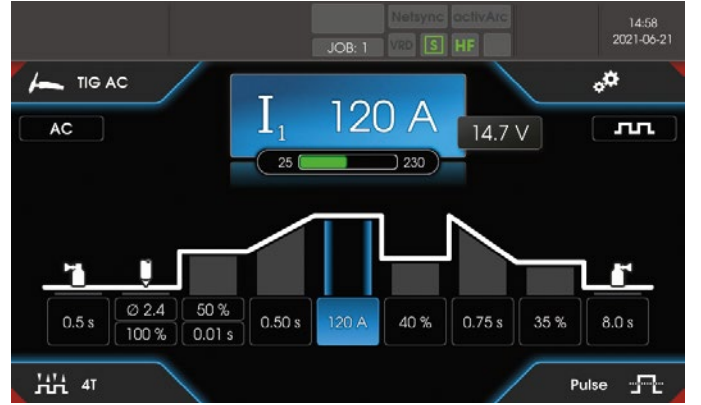 Netsync activArc
14:58
JOB: 1 VRD S HF
2021-06-21
TIG AC
I1 120 A
AC
14.7 V
25 230
0.5 s
Ø 2.4
100 %
50 %
0.01 s
0.50 s
120 A
40 %
0.75 s
35 %
8.0 s
4T
Pulse